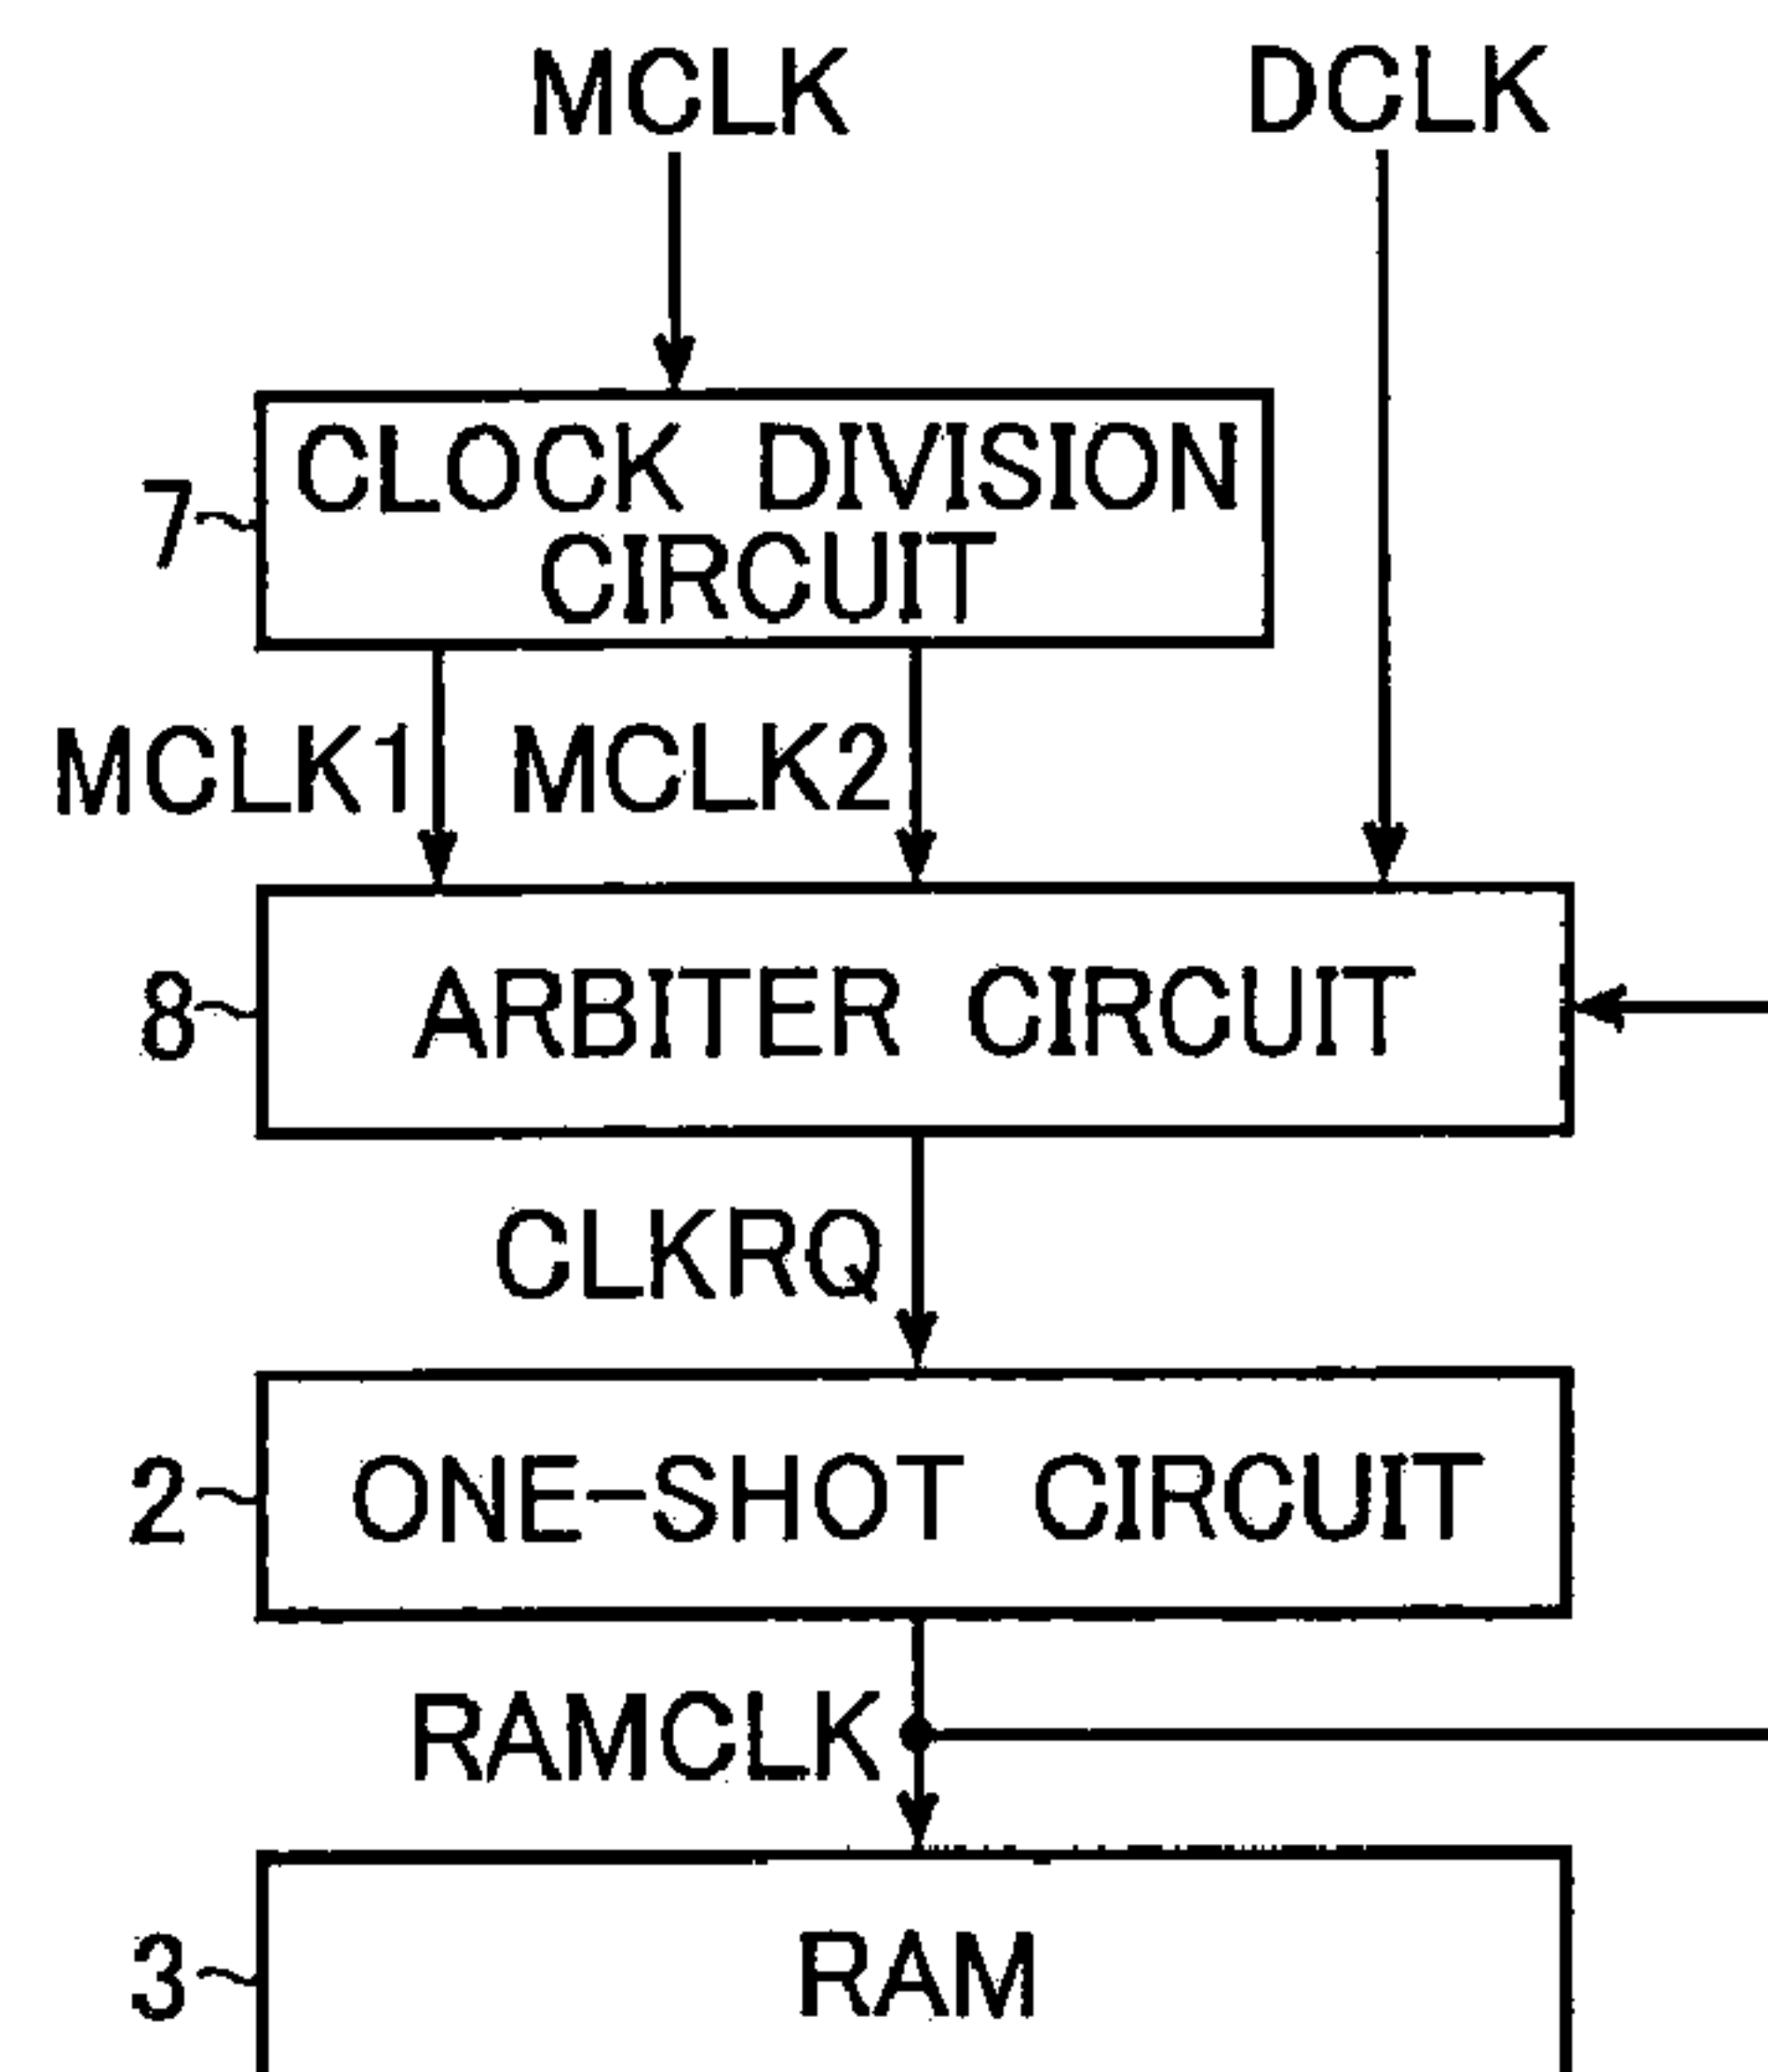 MCLK DCLK
7 CLOCK DIVISION
CIRCUIT
MCLK1 MCLK2
8 ARBITER CIRCUIT
CLKRQ
2 ONE-SHOT CIRCUIT
RAMCLK
3 RAM